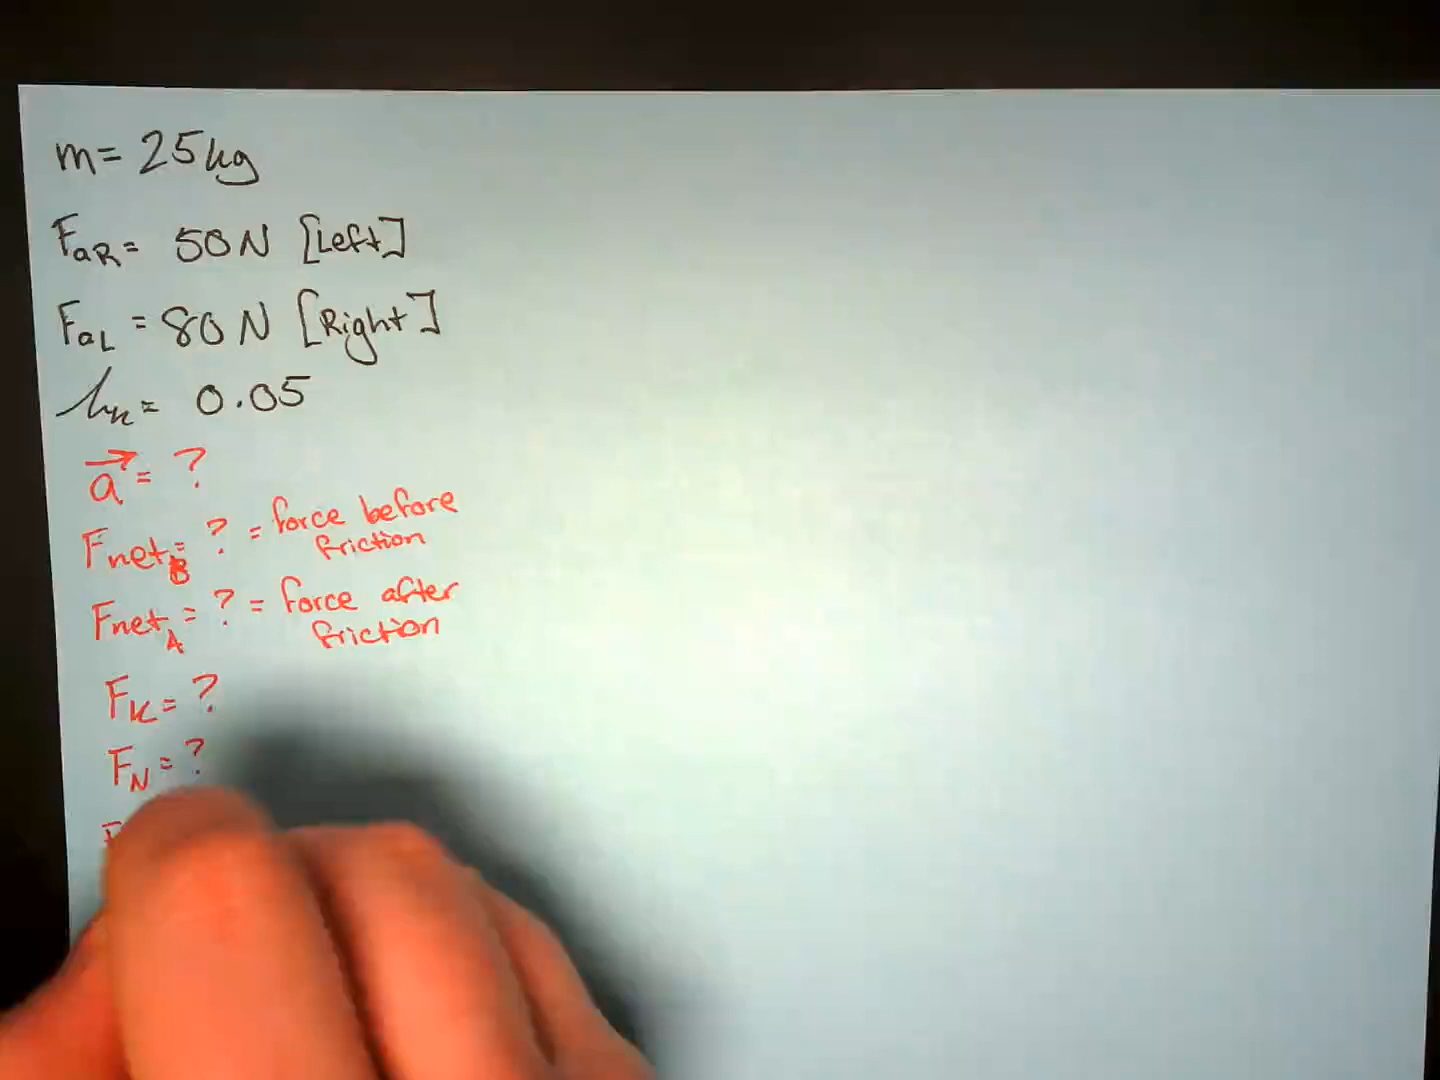 m= 25kg
FaR= 50N [Left]
FaL = 80N [Right]
μk= 0.05
a = ?
FnetB = ? = force before
friction
FnetA = ? = force after
friction
FK = ?
FN = ?
F